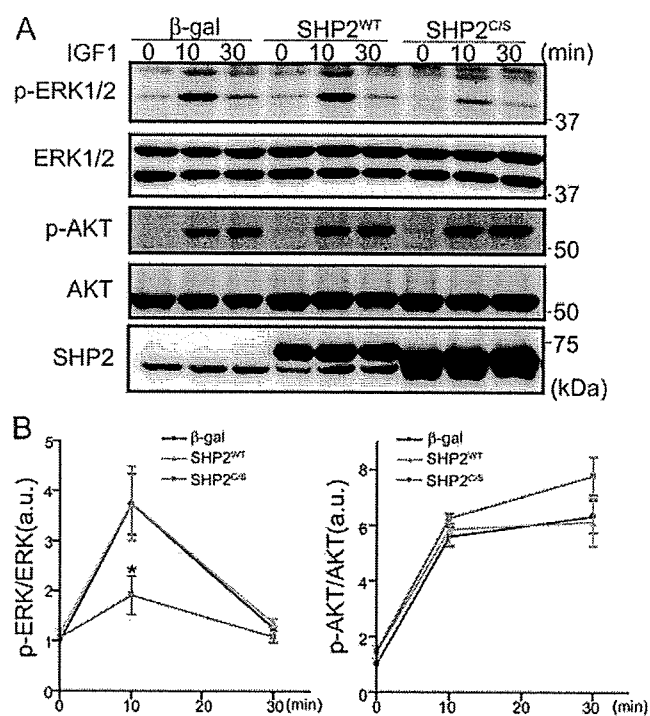 A
β-gal SHP2WT SHP2C/S
IGF1 0 10 30 0 10 30 0 10 30 (min)
p-ERK1/2
37
ERK1/2
37
p-AKT
50
AKT
50
SHP2
75
(kDa)
B
p-ERK/ERK(a.u.)
5
4
3
2
1
0
β-gal
SHP2WT
SHP2C/S
*
0 10 20 30 (min)
p-AKT/AKT(a.u.)
8
6
4
2
0
β-gal
SHP2WT
SHP2C/S
0 10 20 30 (min)